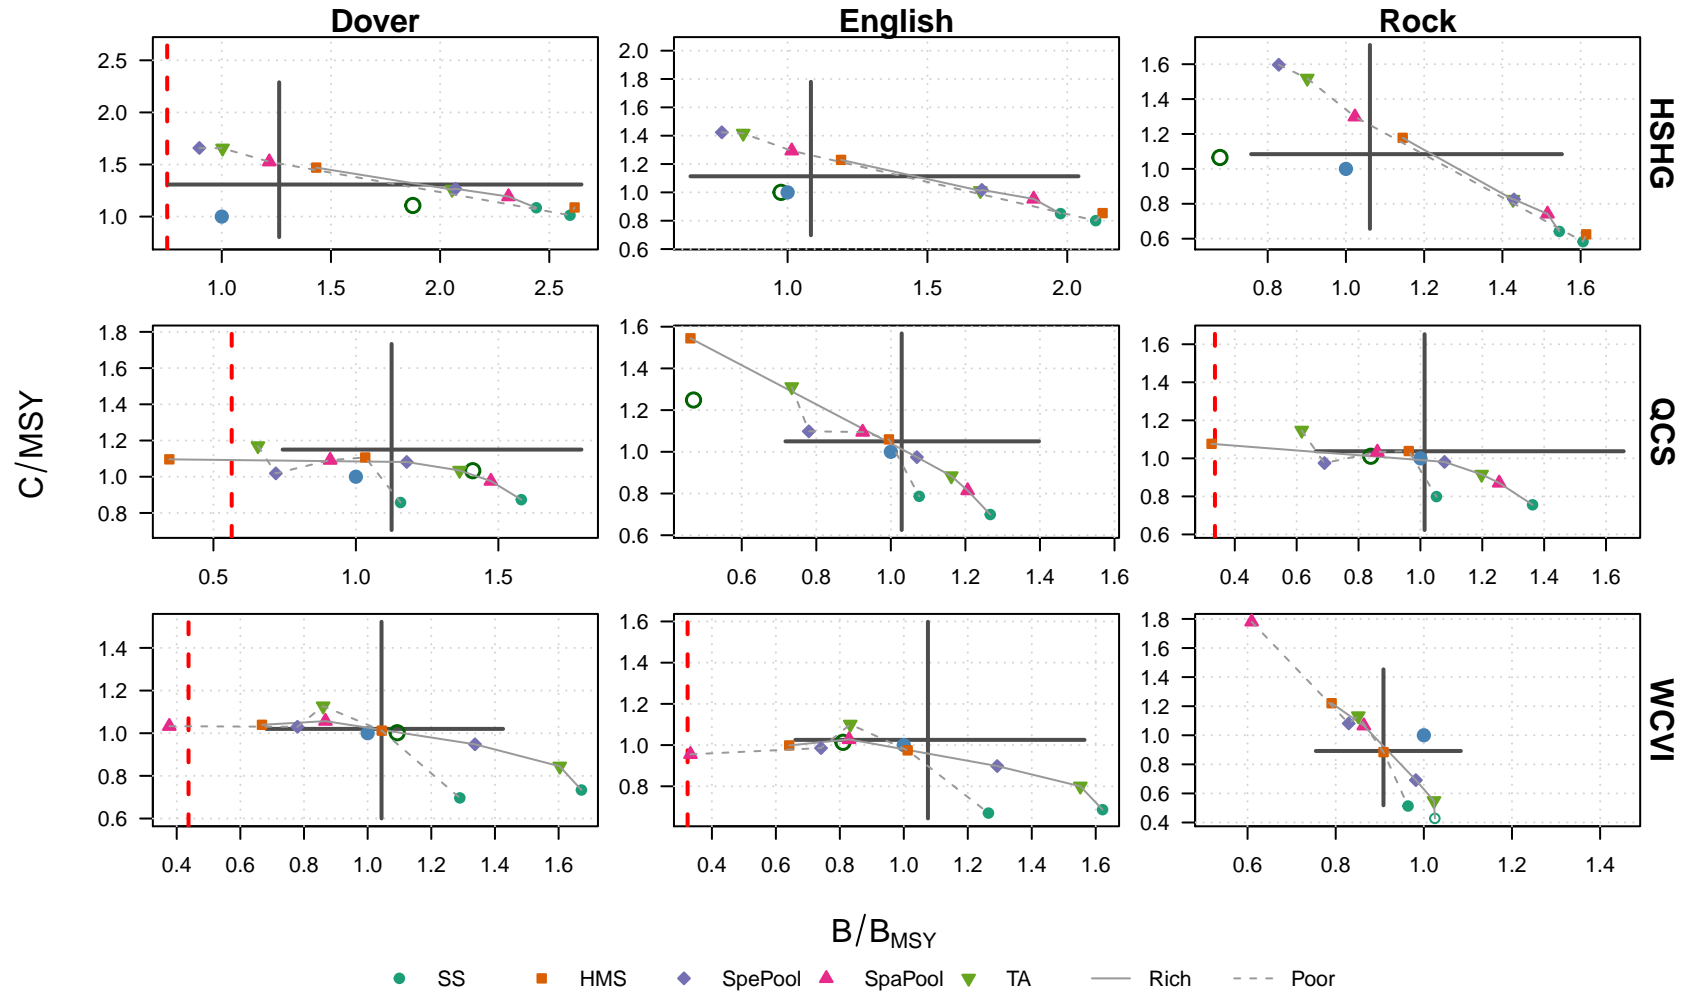 Dover English Rock
2.5 2.0 1.5 1.0
1.0 1.5 2.0 2.5
2.0 1.8 1.6 1.4 1.2 1.0 0.8 0.6
1.0 1.5 2.0
1.6 1.4 1.2 1.0 0.8 0.6
0.8 1.0 1.2 1.4 1.6
HSHG
1.8 1.6 1.4 1.2 1.0 0.8
0.5 1.0 1.5
1.6 1.4 1.2 1.0 0.8 0.6
0.6 0.8 1.0 1.2 1.4 1.6
1.6 1.4 1.2 1.0 0.8 0.6
0.4 0.6 0.8 1.0 1.2 1.4 1.6
QCS
C/MSY
1.4 1.2 1.0 0.8 0.6
0.4 0.6 0.8 1.0 1.2 1.4 1.6
1.6 1.4 1.2 1.0 0.8
0.4 0.6 0.8 1.0 1.2 1.4 1.6
1.8 1.6 1.4 1.2 1.0 0.8 0.6 0.4
0.6 0.8 1.0 1.2 1.4
WCVI
B/BMSY
SS HMS SpePool SpaPool TA Rich Poor